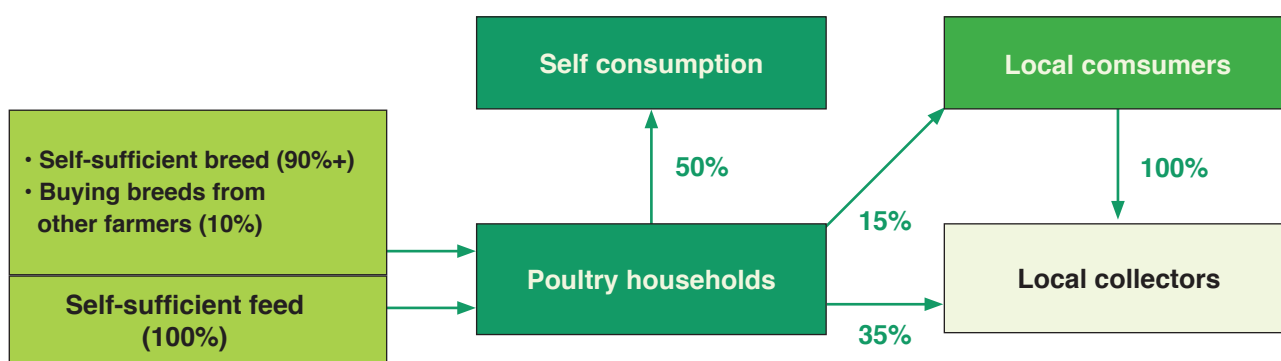 Self consumption
Local comsumers
· Self-sufficient breed (90%+)
· Buying breeds from
other farmers (10%)
50%
100%
15%
Poultry households
Local collectors
Self-sufficient feed
(100%)
35%